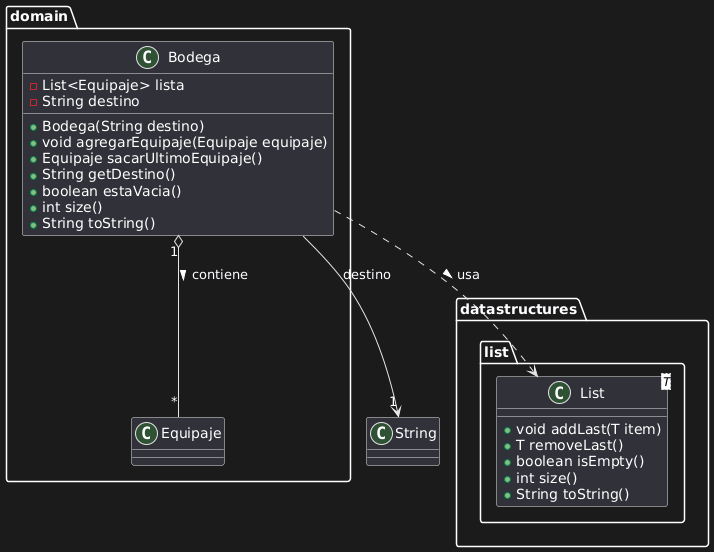 domain
C Bodega
List<Equipaje> lista
String destino
Bodega(String destino)
void agregarEquipaje(Equipaje equipaje)
Equipaje sacarUltimoEquipaje()
String getDestino()
boolean estaVacia()
int size()
String toString()
1
contiene
destino
usa
*
1
C Equipaje
C String
datastructures
list
C List
T
void addLast(T item)
T removeLast()
boolean isEmpty()
int size()
String toString()